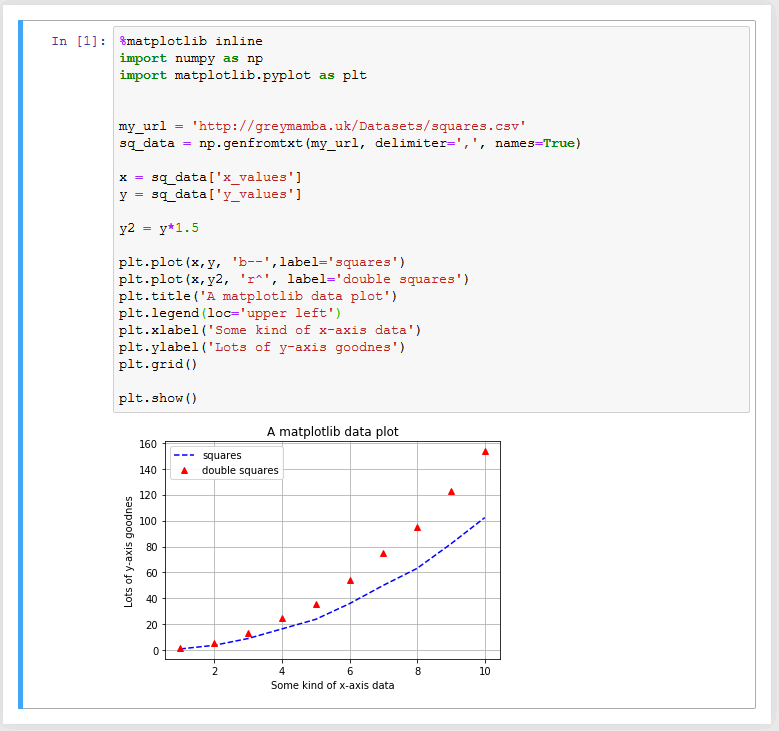 In [1]:
%matplotlib inline
import numpy as np
import matplotlib.pyplot as plt
my_url = 'http://greymamba.uk/Datasets/squares.csv'
sq_data = np.genfromtxt(my_url, delimiter=',', names=True)
x = sq_data['x_values']
y = sq_data['y_values']
y2 = y*1.5
plt.plot(x,y, 'b--',label='squares')
plt.plot(x,y2, 'r^', label='double squares')
plt.title('A matplotlib data plot')
plt.legend(loc='upper left')
plt.xlabel('Some kind of x-axis data')
plt.ylabel('Lots of y-axis goodnes')
plt.grid()
plt.show()
A matplotlib data plot
squares
double squares
Lots of y-axis goodnes
160
140
120
100
80
60
40
20
0
2 4 6 8 10
Some kind of x-axis data